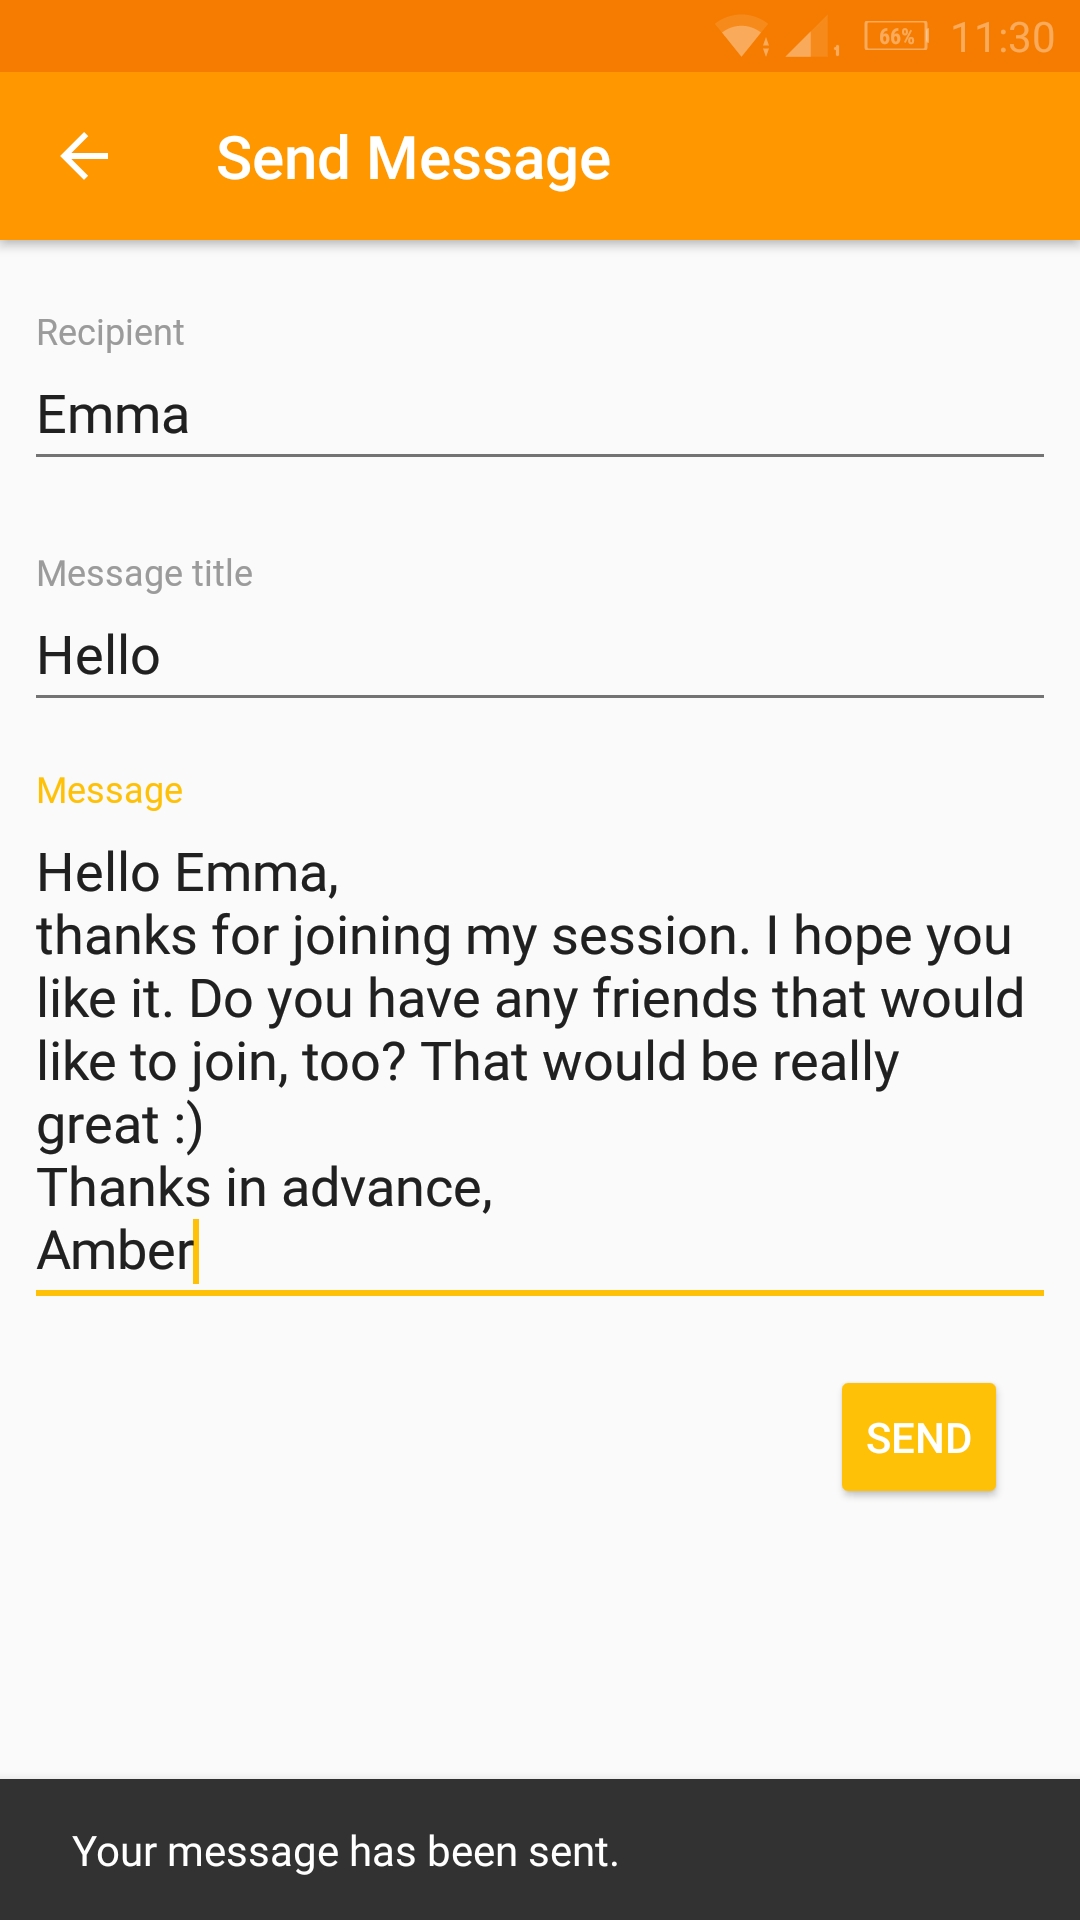 66% 11:30
Send Message
Recipient
Emma
Message title
Hello
Message
Hello Emma,
thanks for joining my session. I hope you
like it. Do you have any friends that would
like to join, too? That would be really
great :)
Thanks in advance,
Amber
SEND
Your message has been sent.